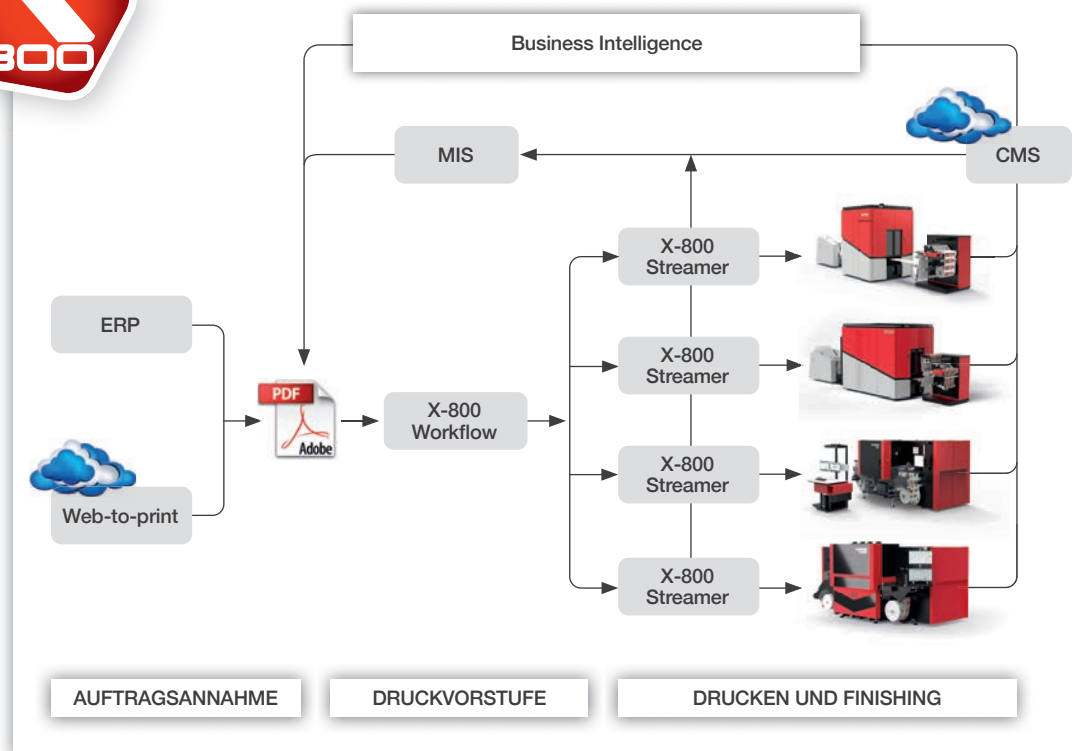 800
Business Intelligence
MIS
CMS
X-800
Streamer
ERP
X-800
Streamer
PDF
Adobe
X-800
Workflow
X-800
Streamer
Web-to-print
X-800
Streamer
AUFTRAGSANNAHME
DRUCKVORSTUFE
DRUCKEN UND FINISHING